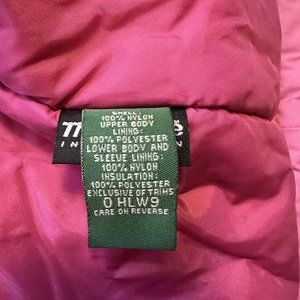 SHELL
100% NYLON
UPPER BODY
LINING:
100% POLYESTER
LOWER BODY AND
SLEEVE LINING:
100% NYLON
INSULATION:
100% POLYESTER
EXCLUSIVE OF TRIMS
0 HLW9
CARE ON REVERSE